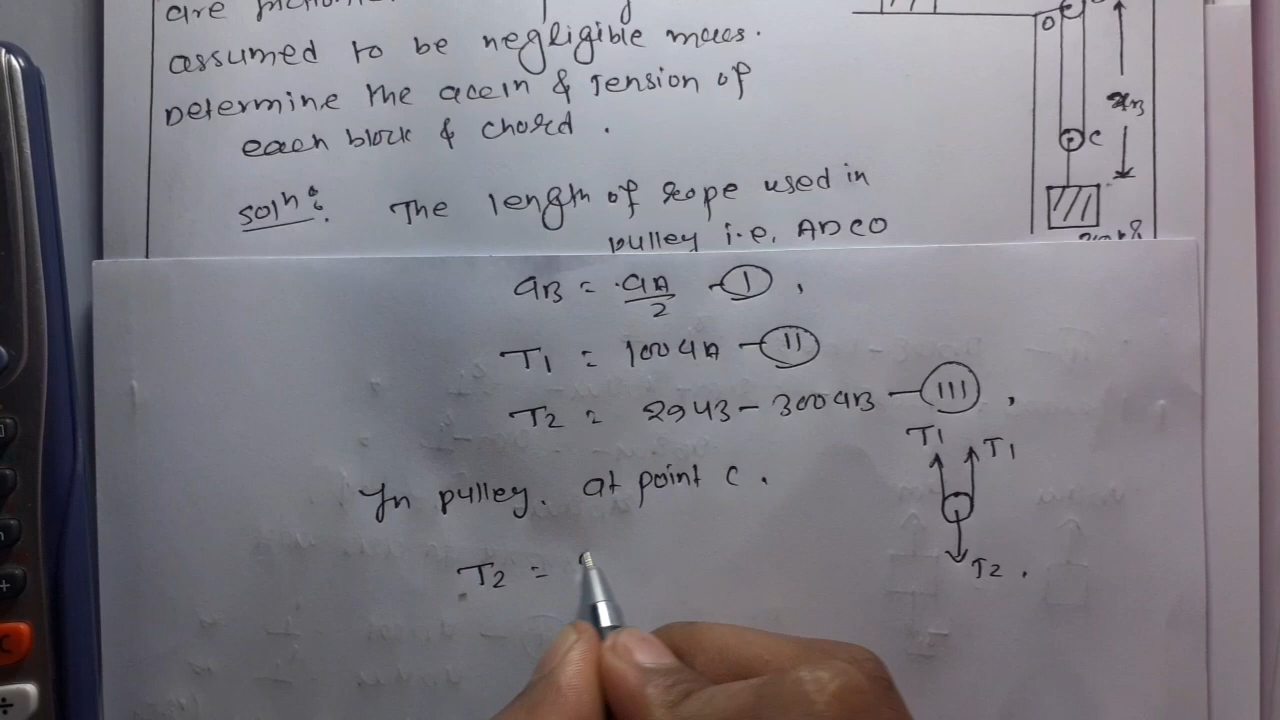 assumed to be negligible mass.
Determine the aceln & Tension of
each block & chord.
soln: The length of rope used in
pulley i.e. ADCO
D
C
aB = aA/2 - I,
T1 = 100aA - II
T2 = 2943 - 300aB - III,
T1 T1
In pulley. at point C.
T2 =
T2.